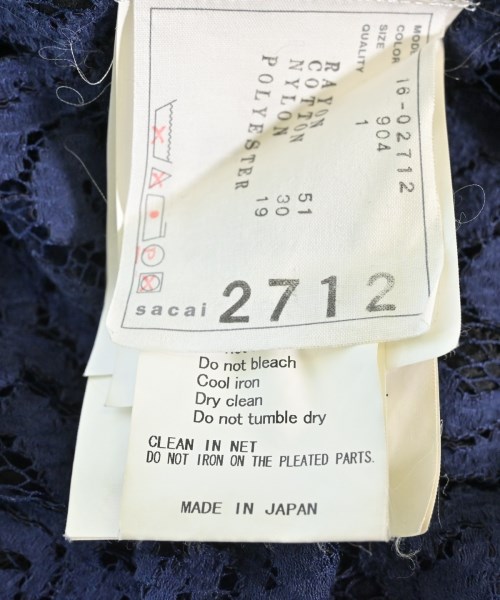 COLOR 16-02712
SIZE 904
QUALITY 1
RAYON
COTTON 51
NYLON 30
POLYESTER 19
sacai 2712
Do not bleach
Cool iron
Dry clean
Do not tumble dry
CLEAN IN NET
DO NOT IRON ON THE PLEATED PARTS.
MADE IN JAPAN